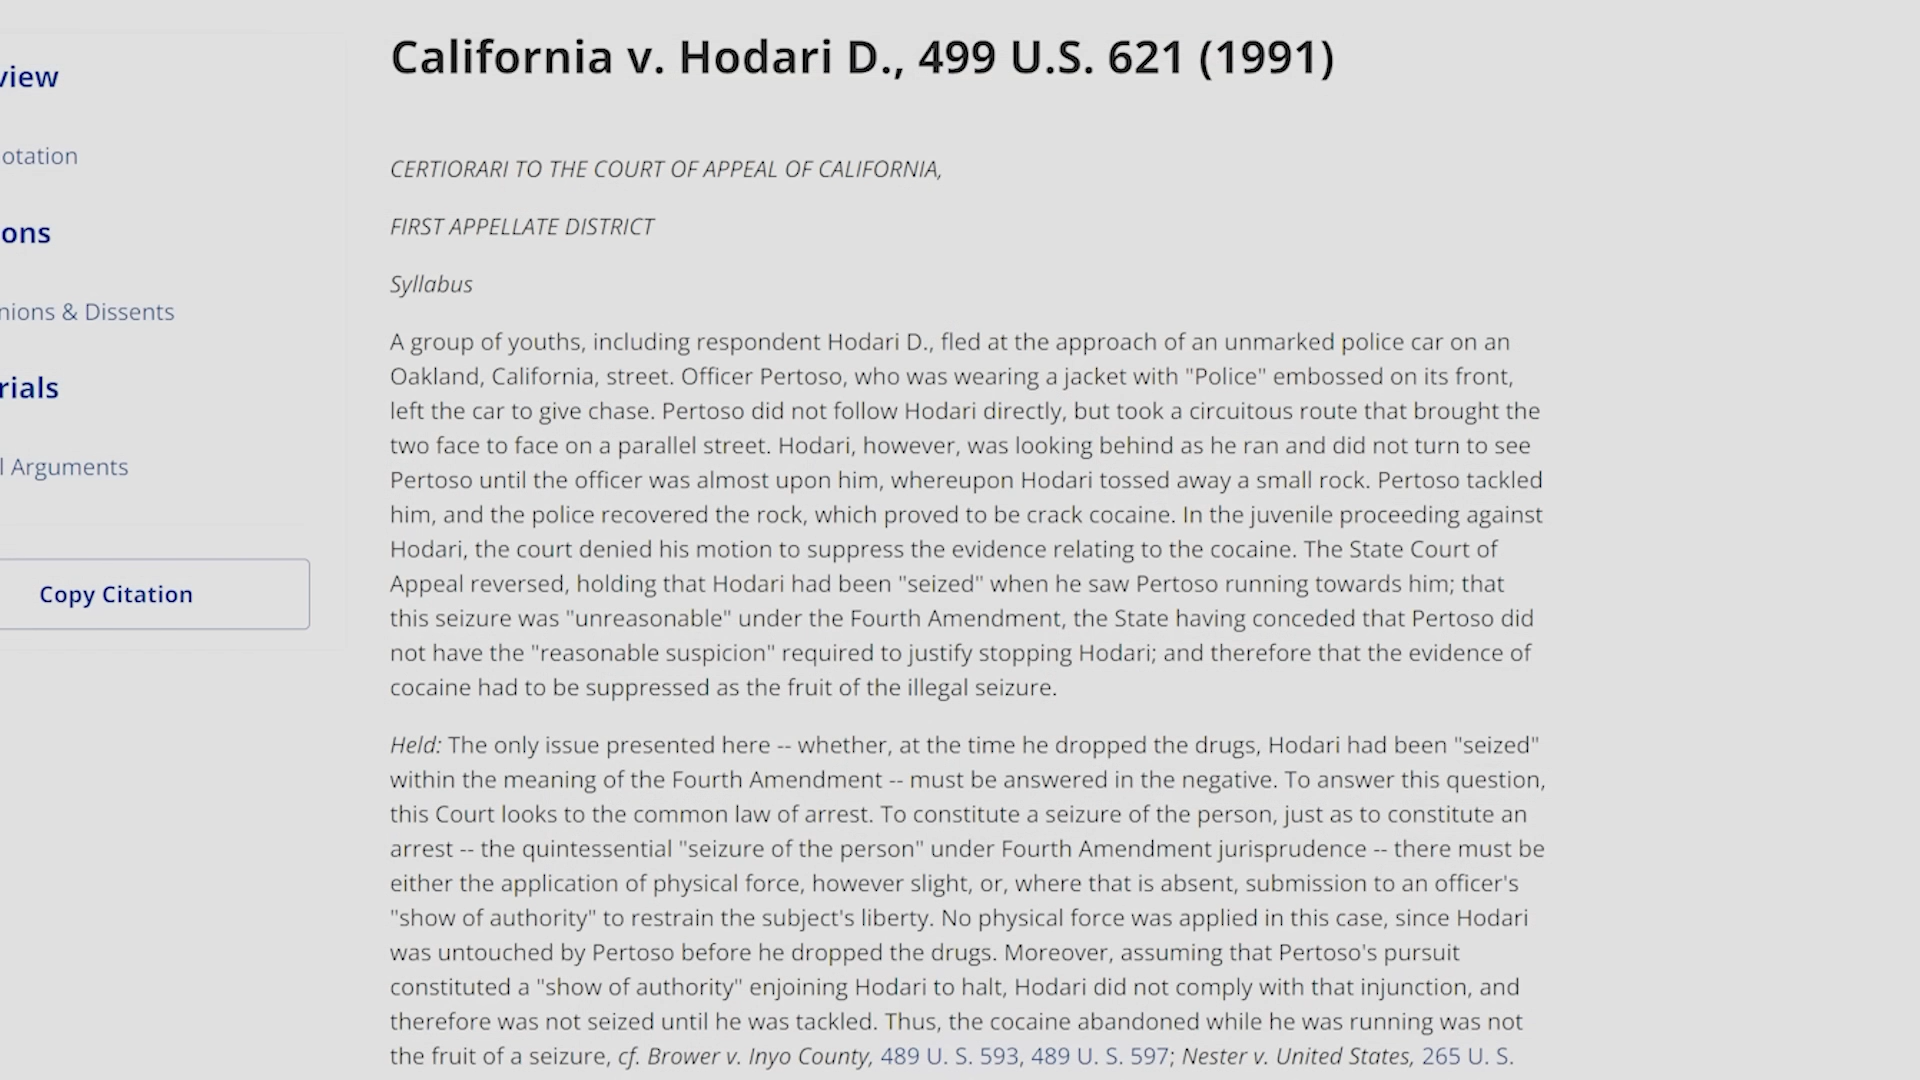 California v. Hodari D., 499 U.S. 621 (1991)
view
otation
ons
nions & Dissents
rials
l Arguments
Copy Citation
CERTIORARI TO THE COURT OF APPEAL OF CALIFORNIA,
FIRST APPELLATE DISTRICT
Syllabus
A group of youths, including respondent Hodari D., fled at the approach of an unmarked police car on an
Oakland, California, street. Officer Pertoso, who was wearing a jacket with "Police" embossed on its front,
left the car to give chase. Pertoso did not follow Hodari directly, but took a circuitous route that brought the
two face to face on a parallel street. Hodari, however, was looking behind as he ran and did not turn to see
Pertoso until the officer was almost upon him, whereupon Hodari tossed away a small rock. Pertoso tackled
him, and the police recovered the rock, which proved to be crack cocaine. In the juvenile proceeding against
Hodari, the court denied his motion to suppress the evidence relating to the cocaine. The State Court of
Appeal reversed, holding that Hodari had been "seized" when he saw Pertoso running towards him; that
this seizure was "unreasonable" under the Fourth Amendment, the State having conceded that Pertoso did
not have the "reasonable suspicion" required to justify stopping Hodari; and therefore that the evidence of
cocaine had to be suppressed as the fruit of the illegal seizure.
Held: The only issue presented here -- whether, at the time he dropped the drugs, Hodari had been "seized"
within the meaning of the Fourth Amendment -- must be answered in the negative. To answer this question,
this Court looks to the common law of arrest. To constitute a seizure of the person, just as to constitute an
arrest -- the quintessential "seizure of the person" under Fourth Amendment jurisprudence -- there must be
either the application of physical force, however slight, or, where that is absent, submission to an officer's
"show of authority" to restrain the subject's liberty. No physical force was applied in this case, since Hodari
was untouched by Pertoso before he dropped the drugs. Moreover, assuming that Pertoso's pursuit
constituted a "show of authority" enjoining Hodari to halt, Hodari did not comply with that injunction, and
therefore was not seized until he was tackled. Thus, the cocaine abandoned while he was running was not
the fruit of a seizure, cf. Brower v. Inyo County, 489 U. S. 593, 489 U. S. 597; Nester v. United States, 265 U. S.